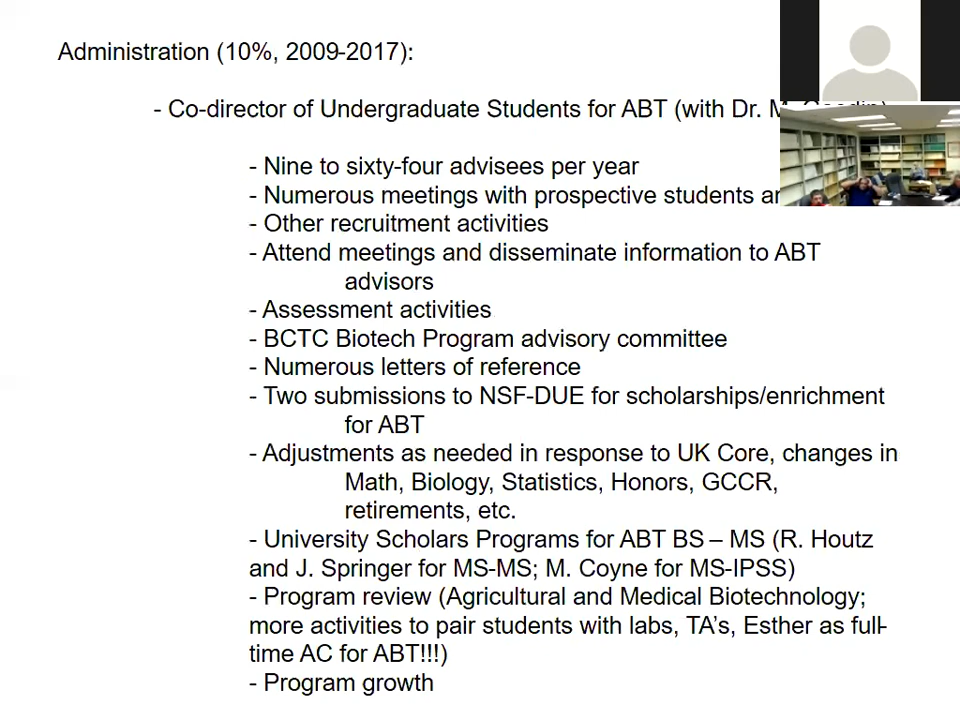 Administration (10%, 2009-2017):
- Co-director of Undergraduate Students for ABT (with Dr. M.
- Nine to sixty-four advisees per year
- Numerous meetings with prospective students
- Other recruitment activities
- Attend meetings and disseminate information to ABT
advisors
- Assessment activities
- BCTC Biotech Program advisory committee
- Numerous letters of reference
- Two submissions to NSF-DUE for scholarships/enrichment
for ABT
- Adjustments as needed in response to UK Core, changes in
Math, Biology, Statistics, Honors, GCCR,
retirements, etc.
- University Scholars Programs for ABT BS – MS (R. Houtz
and J. Springer for MS-MS; M. Coyne for MS-IPSS)
- Program review (Agricultural and Medical Biotechnology;
more activities to pair students with labs, TA's, Esther as full-
time AC for ABT!!!)
- Program growth